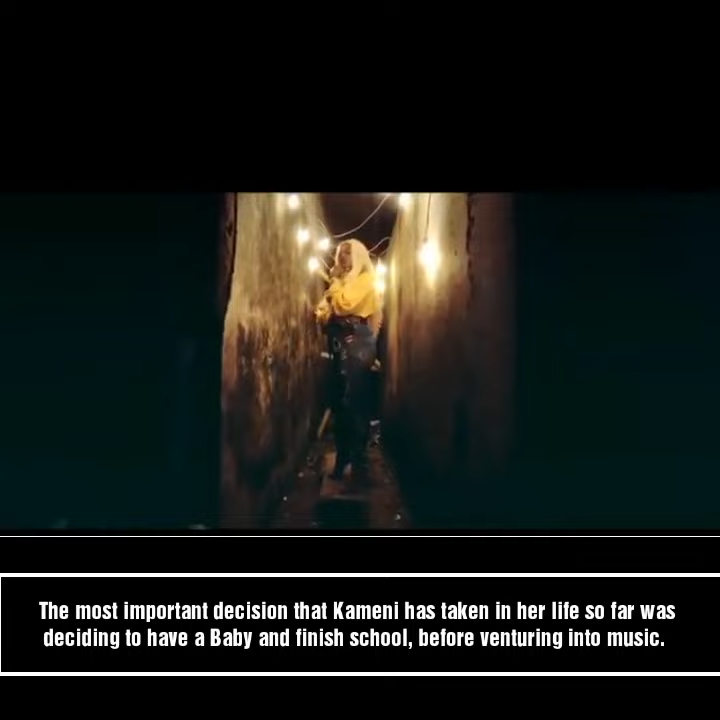 The most important decision that Kameni has taken in her life so far was
deciding to have a Baby and finish school, before venturing into music.